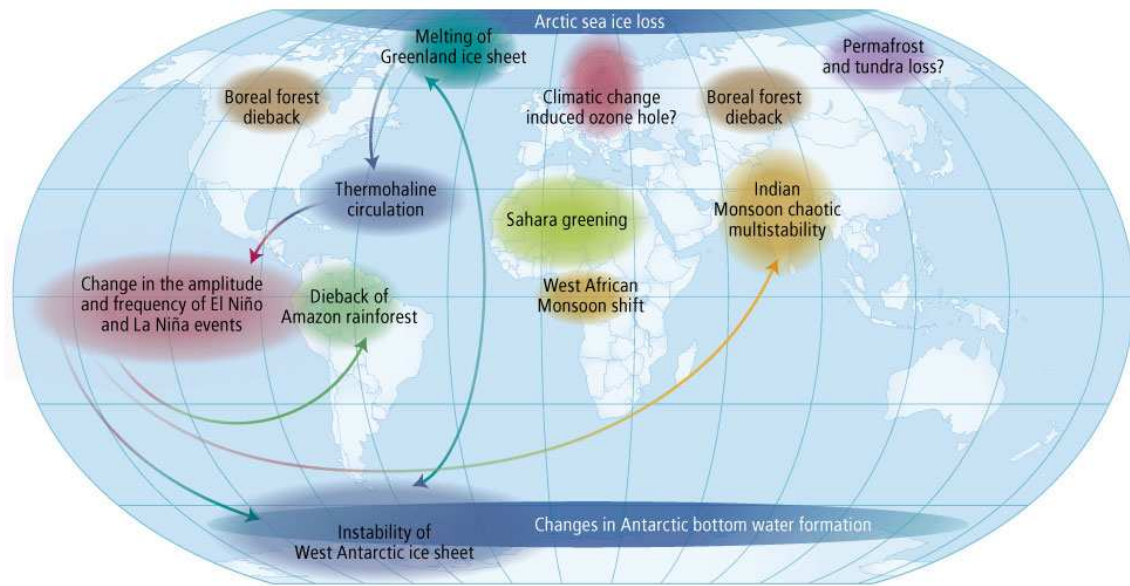 Arctic sea ice loss
Melting of
Greenland ice sheet
Permafrost
and tundra loss?
Boreal forest
dieback
Climatic change
induced ozone hole?
Boreal forest
dieback
Thermohaline
circulation
Sahara greening
Indian
Monsoon chaotic
multistability
Change in the amplitude
and frequency of El Niño
and La Niña events
Dieback of
Amazon rainforest
West African
Monsoon shift
Changes in Antarctic bottom water formation
Instability of
West Antarctic ice sheet